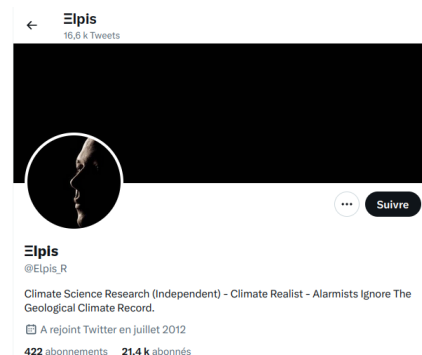 Ξlpis
16,6 k Tweets
Suivre
Ξlpis
@Elpis_R
Climate Science Research (Independent) - Climate Realist - Alarmists Ignore The
Geological Climate Record.
A rejoint Twitter en juillet 2012
422 abonnements 21,4 k abonnés